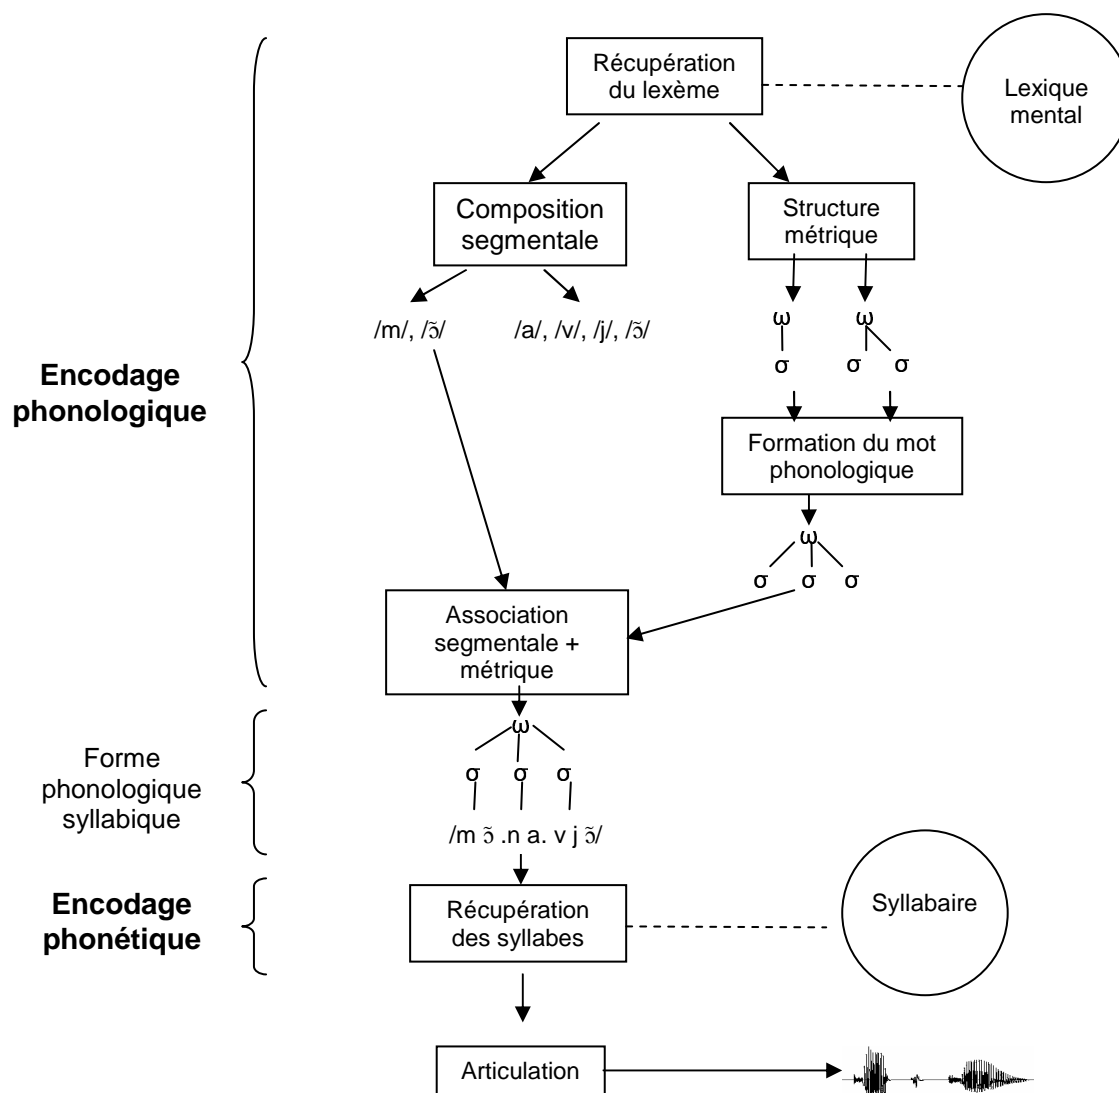 Récupération
du lexème
Lexique
mental
Composition
segmentale
Structure
métrique
/m/, /ɔ̃/
/a/, /v/, /j/, /ɔ̃/
ω ω
σ σ σ
Encodage
phonologique
Formation du mot
phonologique
ω
σ σ σ
Association
segmentale +
métrique
ω
σ σ σ
Forme
phonologique
syllabique
/m ɔ̃ .n a. v j ɔ̃/
Encodage
phonétique
Récupération
des syllabes
Syllabaire
Articulation